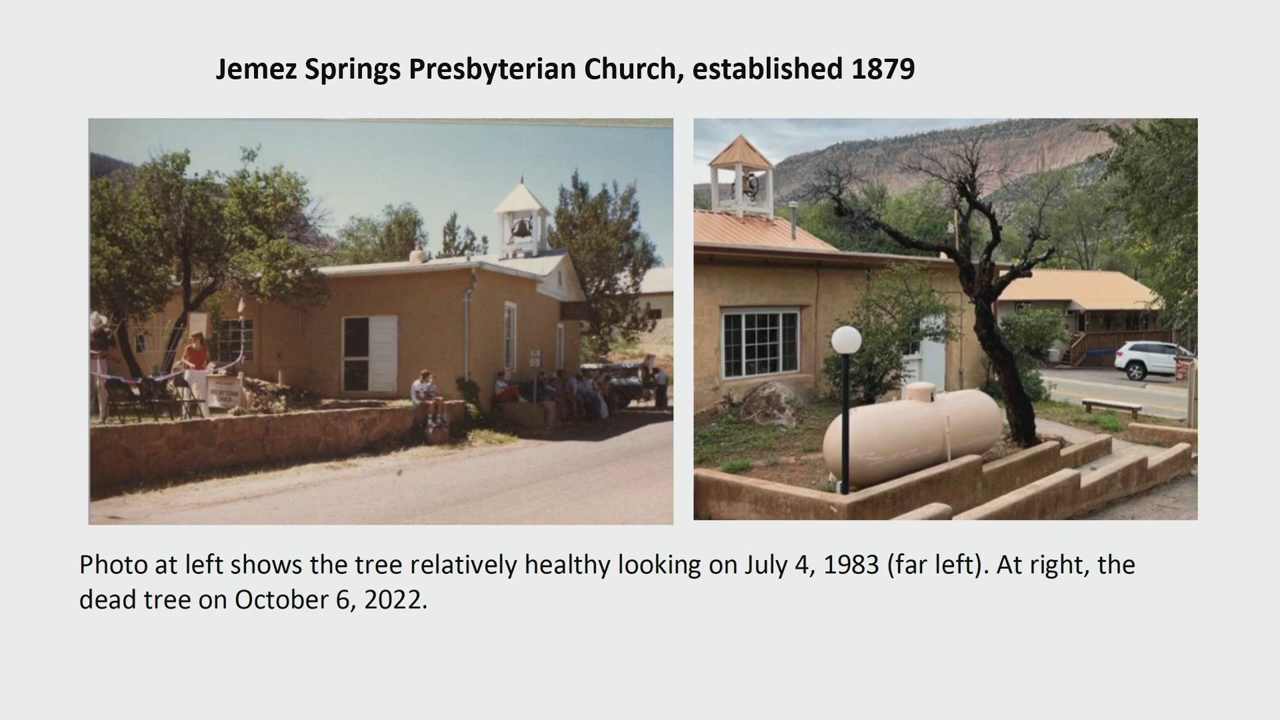 Jemez Springs Presbyterian Church, established 1879
Photo at left shows the tree relatively healthy looking on July 4, 1983 (far left). At right, the
dead tree on October 6, 2022.